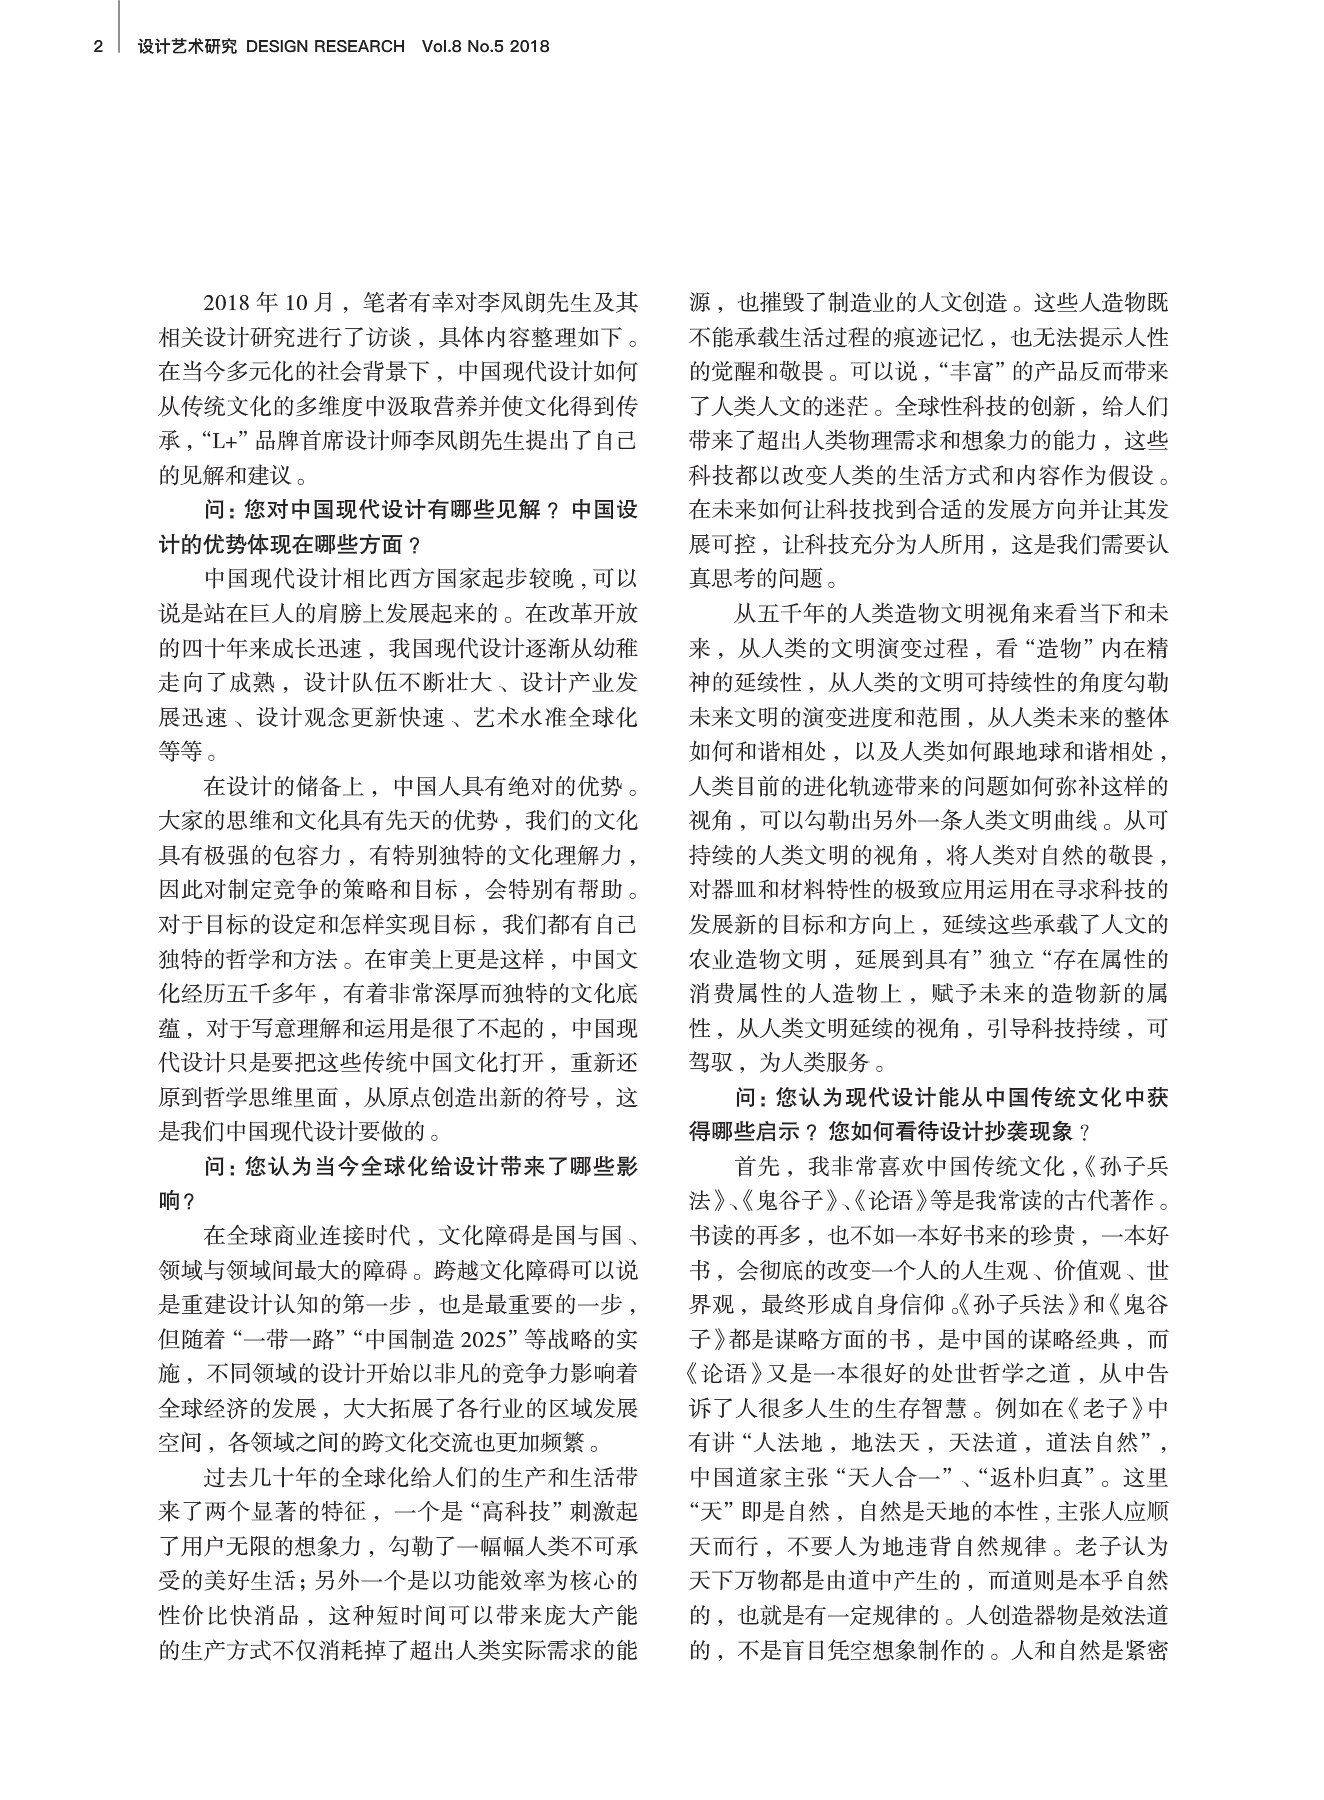 2 设计艺术研究 DESIGN RESEARCH Vol.8 No.5 2018
2018 年 10 月，笔者有幸对李凤朗先生及其
相关设计研究进行了访谈，具体内容整理如下。
在当今多元化的社会背景下，中国现代设计如何
从传统文化的多维度中汲取营养并使文化得到传
承，“L+”品牌首席设计师李凤朗先生提出了自己
的见解和建议。
问：您对中国现代设计有哪些见解？中国设
计的优势体现在哪些方面？
中国现代设计相比西方国家起步较晚，可以
说是站在巨人的肩膀上发展起来的。在改革开放
的四十年来成长迅速，我国现代设计逐渐从幼稚
走向了成熟，设计队伍不断壮大、设计产业发
展迅速、设计观念更新快速、艺术水准全球化
等等。
在设计的储备上，中国人具有绝对的优势。
大家的思维和文化具有先天的优势，我们的文化
具有极强的包容力，有特别独特的文化理解力，
因此对制定竞争的策略和目标，会特别有帮助。
对于目标的设定和怎样实现目标，我们都有自己
独特的哲学和方法。在审美上更是这样，中国文
化经历五千多年，有着非常深厚而独特的文化底
蕴，对于写意理解和运用是很了不起的，中国现
代设计只是要把这些传统中国文化打开，重新还
原到哲学思维里面，从原点创造出新的符号，这
是我们中国现代设计要做的。
问：您认为当今全球化给设计带来了哪些影
响？
在全球商业连接时代，文化障碍是国与国、
领域与领域间最大的障碍。跨越文化障碍可以说
是重建设计认知的第一步，也是最重要的一步，
但随着“一带一路”“中国制造 2025”等战略的实
施，不同领域的设计开始以非凡的竞争力影响着
全球经济的发展，大大拓展了各行业的区域发展
空间，各领域之间的跨文化交流也更加频繁。
过去几十年的全球化给人们的生产和生活带
来了两个显著的特征，一个是“高科技”刺激起
了用户无限的想象力，勾勒了一幅幅人类不可承
受的美好生活；另外一个是以功能效率为核心的
性价比快消品，这种短时间可以带来庞大产能
的生产方式不仅消耗掉了超出人类实际需求的能
源，也摧毁了制造业的人文创造。这些人造物既
不能承载生活过程的痕迹记忆，也无法提示人性
的觉醒和敬畏。可以说，“丰富”的产品反而带来
了人类人文的迷茫。全球性科技的创新，给人们
带来了超出人类物理需求和想象力的能力，这些
科技都以改变人类的生活方式和内容作为假设。
在未来如何让科技找到合适的发展方向并让其发
展可控，让科技充分为人所用，这是我们需要认
真思考的问题。
从五千年的人类造物文明视角来看当下和未
来，从人类的文明演变过程，看“造物”内在精
神的延续性，从人类的文明可持续性的角度勾勒
未来文明的演变进度和范围，从人类未来的整体
如何和谐相处，以及人类如何跟地球和谐相处，
人类目前的进化轨迹带来的问题如何弥补这样的
视角，可以勾勒出另外一条人类文明曲线。从可
持续的人类文明的视角，将人类对自然的敬畏，
对器皿和材料特性的极致应用运用在寻求科技的
发展新的目标和方向上，延续这些承载了人文的
农业造物文明，延展到具有”独立“存在属性的
消费属性的人造物上，赋予未来的造物新的属
性，从人类文明延续的视角，引导科技持续，可
驾驭，为人类服务。
问：您认为现代设计能从中国传统文化中获
得哪些启示？您如何看待设计抄袭现象？
首先，我非常喜欢中国传统文化，《孙子兵
法》、《鬼谷子》、《论语》等是我常读的古代著作。
书读的再多，也不如一本好书来的珍贵，一本好
书，会彻底的改变一个人的人生观、价值观、世
界观，最终形成自身信仰。《孙子兵法》和《鬼谷
子》都是谋略方面的书，是中国的谋略经典，而
《论语》又是一本很好的处世哲学之道，从中告
诉了人很多人生的生存智慧。例如在《老子》中
有讲“人法地，地法天，天法道，道法自然”，
中国道家主张“天人合一”、“返朴归真”。这里
“天”即是自然，自然是天地的本性，主张人应顺
天而行，不要人为地违背自然规律。老子认为
天下万物都是由道中产生的，而道则是本乎自然
的，也就是有一定规律的。人创造器物是效法道
的，不是盲目凭空想象制作的。人和自然是紧密